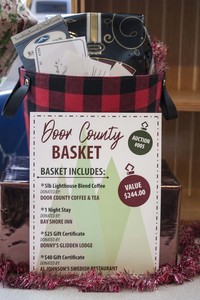 Door County
BASKET
AUCTION
#005
BASKET INCLUDES:
*5lb Lighthouse Blend Coffee
DONATED BY:
DOOR COUNTY COFFEE & TEA
VALUE
$244.00
*1 Night Stay
DONATED BY:
BAY SHORE INN
*$25 Gift Certificate
DONATED BY:
DONNY'S GLIDDEN LODGE
*$40 Gift Certificate
DONATED BY:
AL JOHNSON'S SWEDISH RESTAURANT